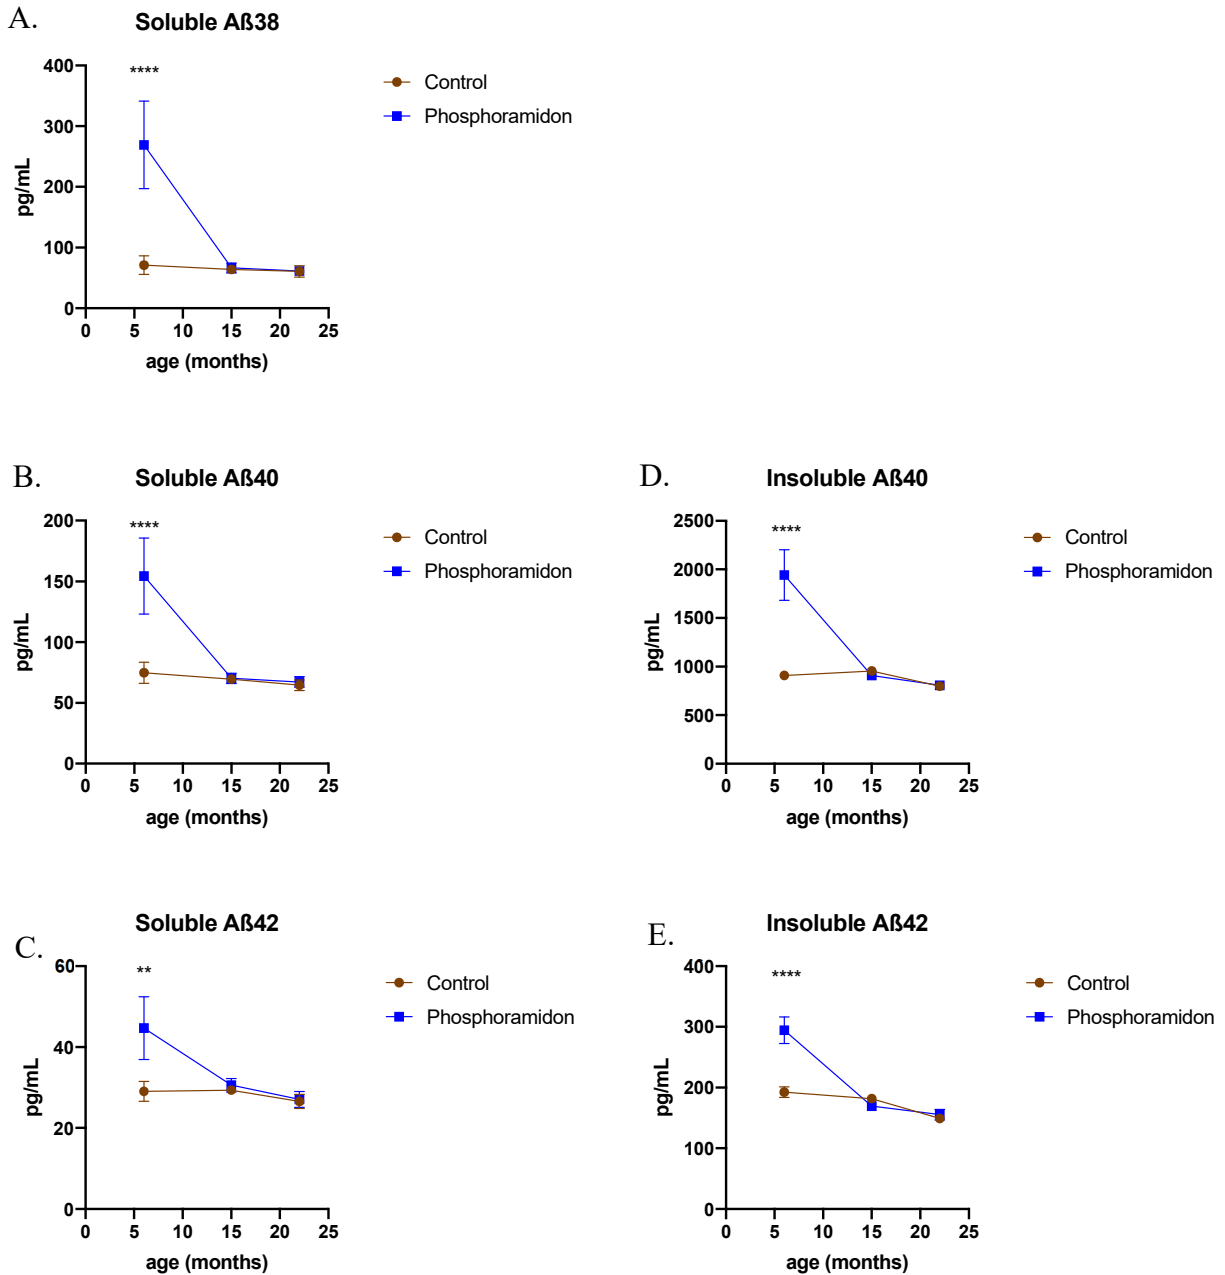 A.
Soluble Aß38
400
300
200
100
0
pg/mL
****
0 5 10 15 20 25
age (months)
Control
Phosphoramidon
B.
Soluble Aß40
200
150
100
50
0
pg/mL
****
0 5 10 15 20 25
age (months)
Control
Phosphoramidon
D.
Insoluble Aß40
2500
2000
1500
1000
500
0
pg/mL
****
0 5 10 15 20 25
age (months)
Control
Phosphoramidon
C.
Soluble Aß42
60
40
20
0
pg/mL
**
0 5 10 15 20 25
age (months)
Control
Phosphoramidon
E.
Insoluble Aß42
400
300
200
100
0
pg/mL
****
0 5 10 15 20 25
age (months)
Control
Phosphoramidon